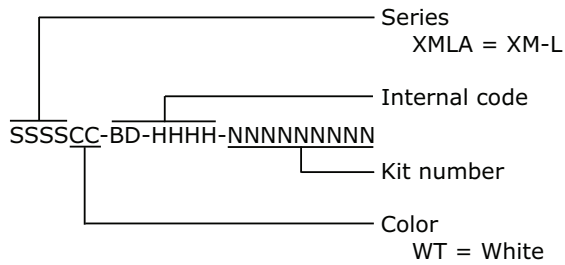 Series
XMLA = XM-L
Internal code
SSSSCC-BD-HHHH-NNNNNNNNN
Kit number
Color
WT = White